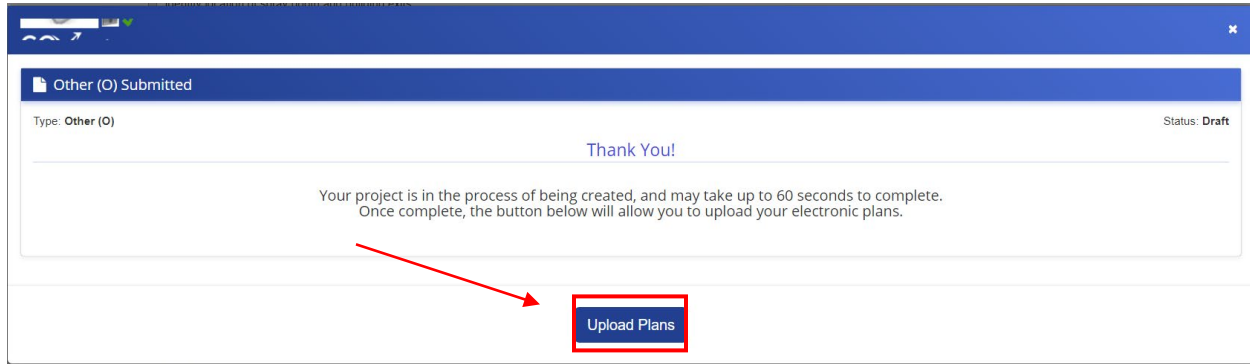 Other (O) Submitted
Type: Other (O)
Status: Draft
Thank You!
Your project is in the process of being created, and may take up to 60 seconds to complete.
Once complete, the button below will allow you to upload your electronic plans.
Upload Plans